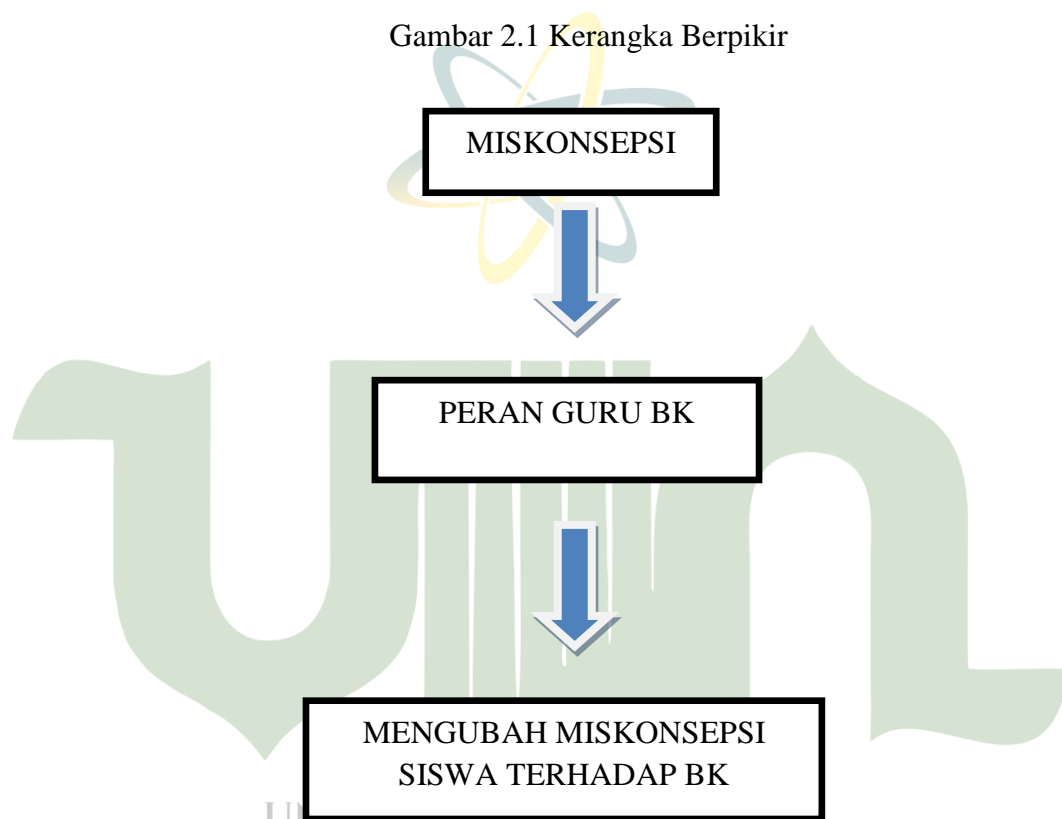 Gambar 2.1 Kerangka Berpikir
MISKONSEPSI
PERAN GURU BK
MENGUBAH MISKONSEPSI
SISWA TERHADAP BK